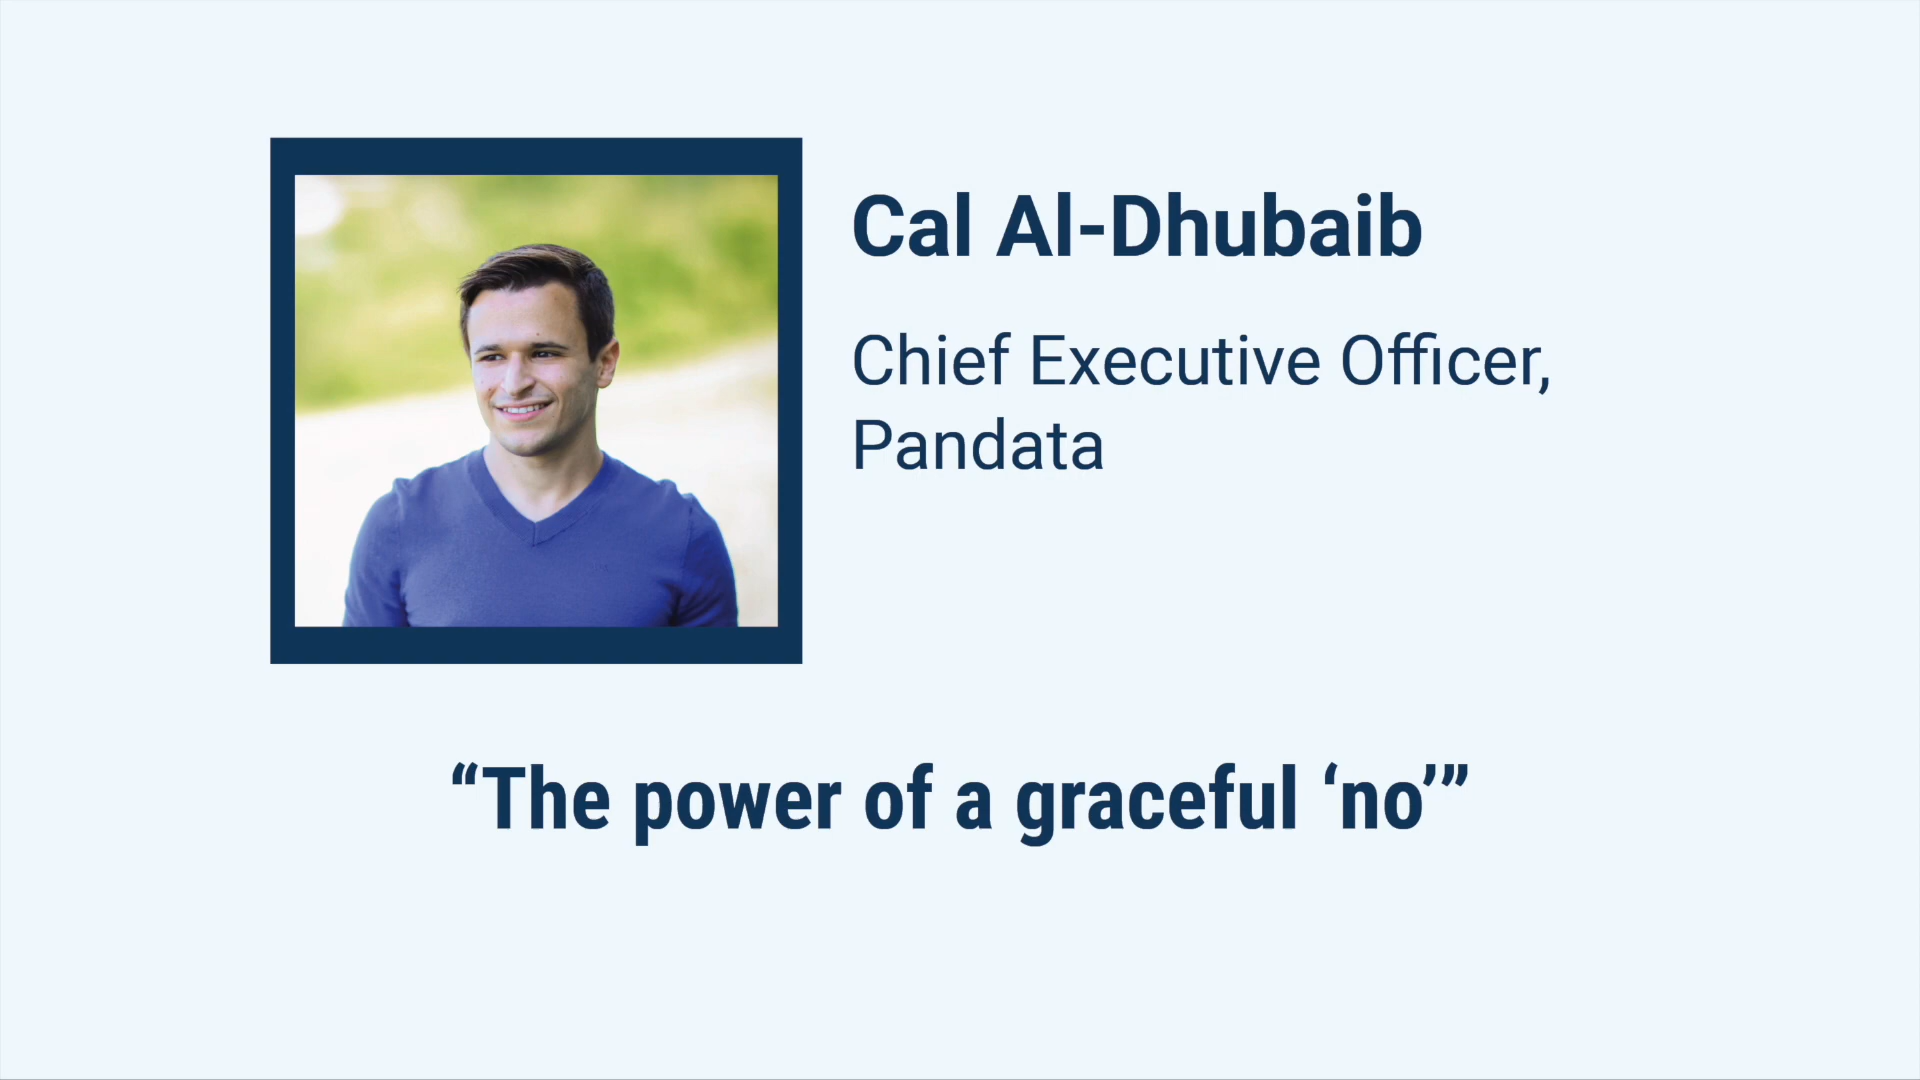 Cal Al-Dhubaib
Chief Executive Officer,
Pandata
“The power of a graceful ‘no’”